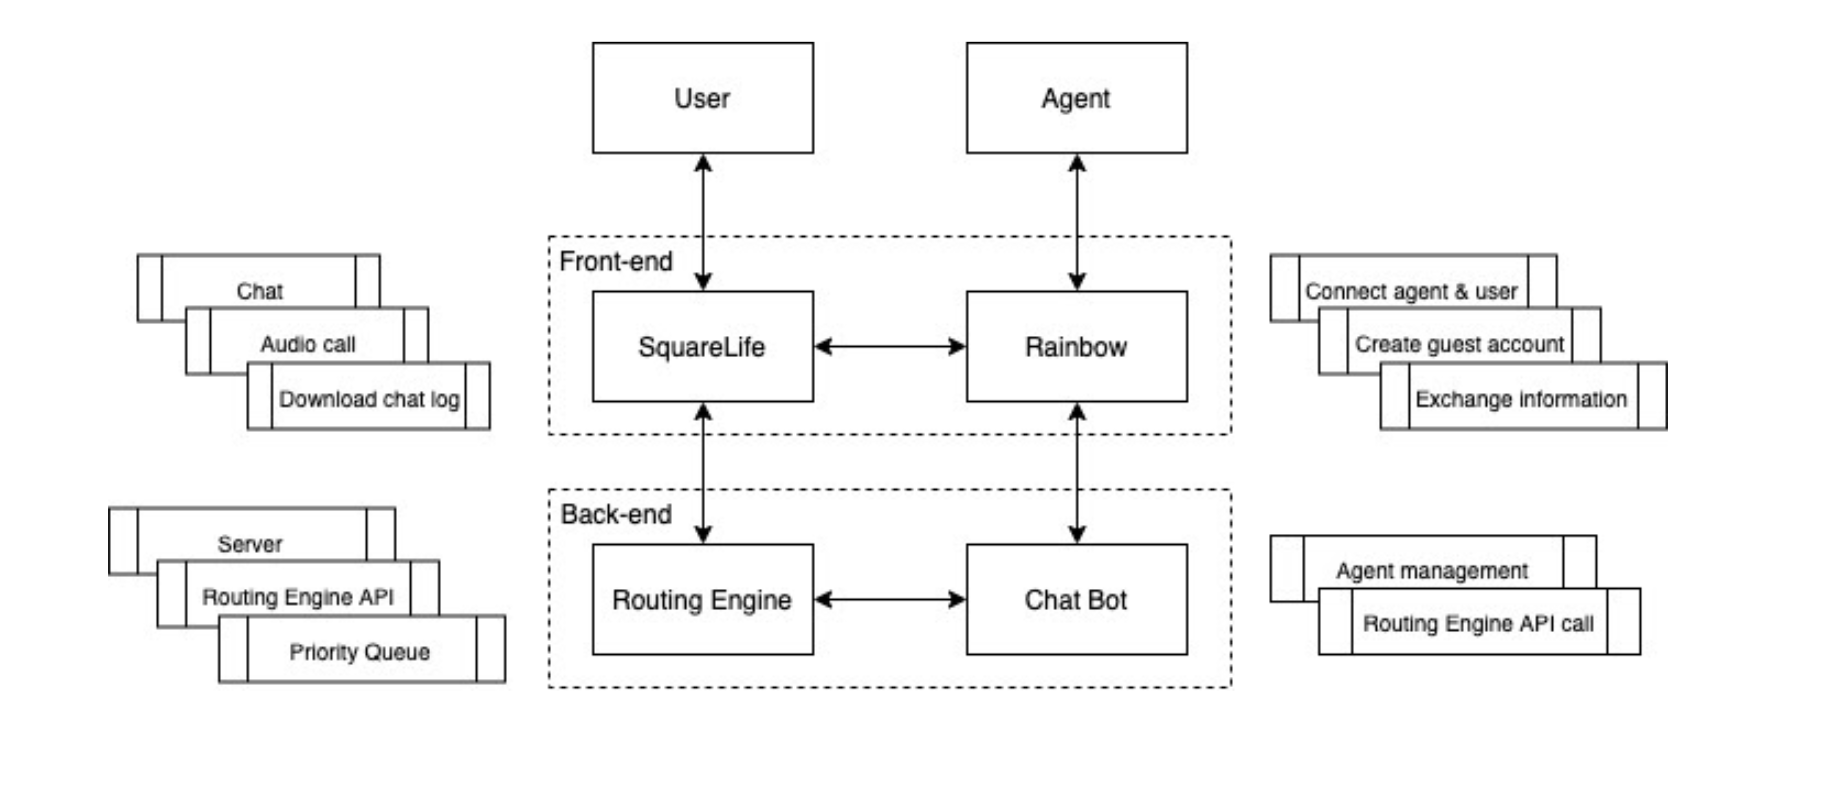 User
Agent
Front-end
Chat
Audio call
Download chat log
SquareLife
Rainbow
Connect agent & user
Create guest account
Exchange information
Back-end
Server
Routing Engine API
Priority Queue
Routing Engine
Chat Bot
Agent management
Routing Engine API call